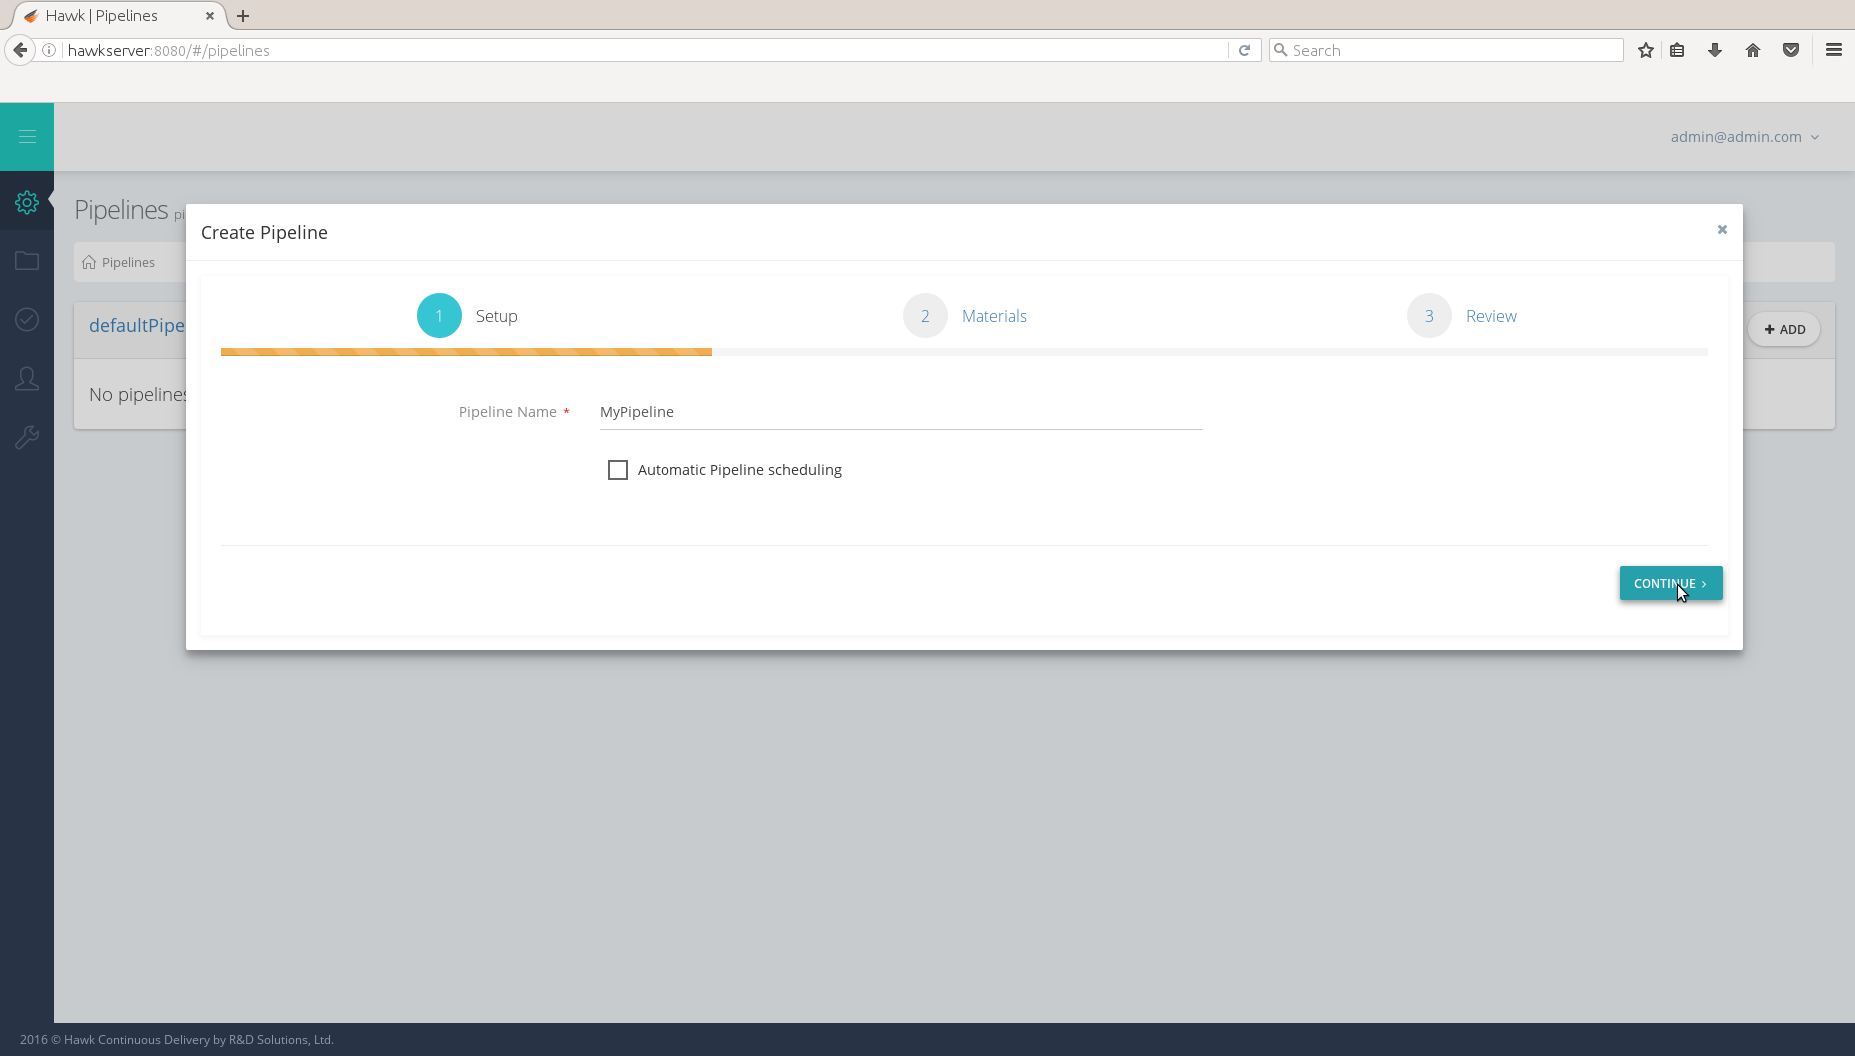 Hawk | Pipelines
hawkserver:8080/#/pipelines
Search
admin@admin.com
Pipelines
Create Pipeline
Pipelines
1 Setup
2 Materials
3 Review
defaultPipe
+ ADD
No pipelines
Pipeline Name *
MyPipeline
Automatic Pipeline scheduling
CONTINUE >
2016 © Hawk Continuous Delivery by R&D Solutions, Ltd.